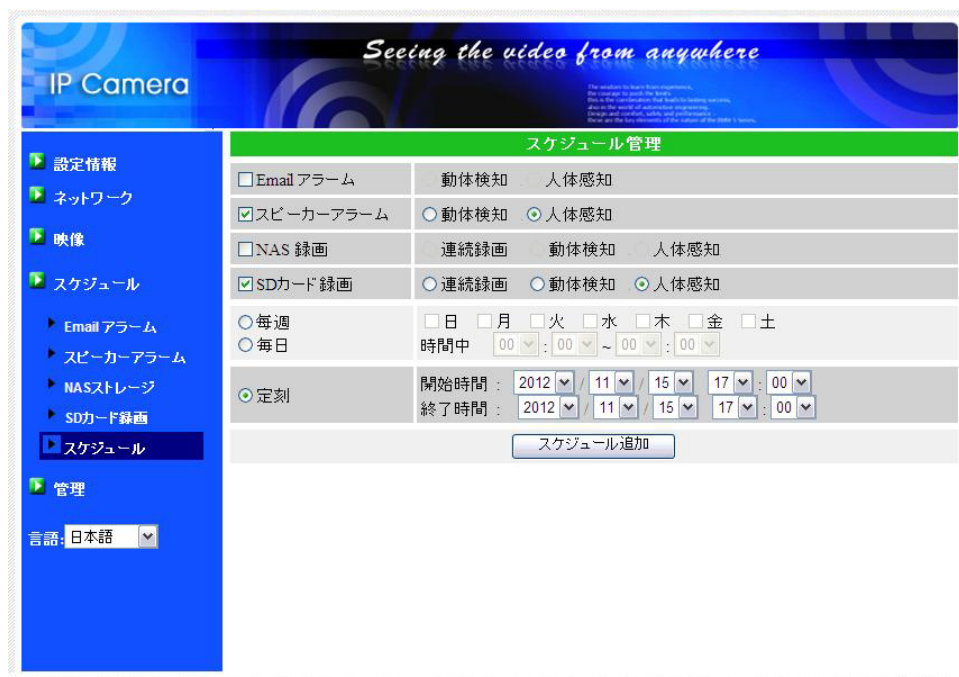 IP Camera
Seeing the video from anywhere
スケジュール管理
設定情報
ネットワーク
映像
スケジュール
Email アラーム
スピーカーアラーム
NASストレージ
SDカード録画
スケジュール
管理
言語: 日本語
Email アラーム 動体検知 人体感知
スピーカーアラーム 動体検知 人体感知
NAS 録画 連続録画 動体検知 人体感知
SDカード録画 連続録画 動体検知 人体感知
毎週 日 月 火 水 木 金 土
毎日 時間中 00 : 00 ~ 00 : 00
定刻
開始時間 : 2012 / 11 / 15 17 : 00
終了時間 : 2012 / 11 / 15 17 : 00
スケジュール追加